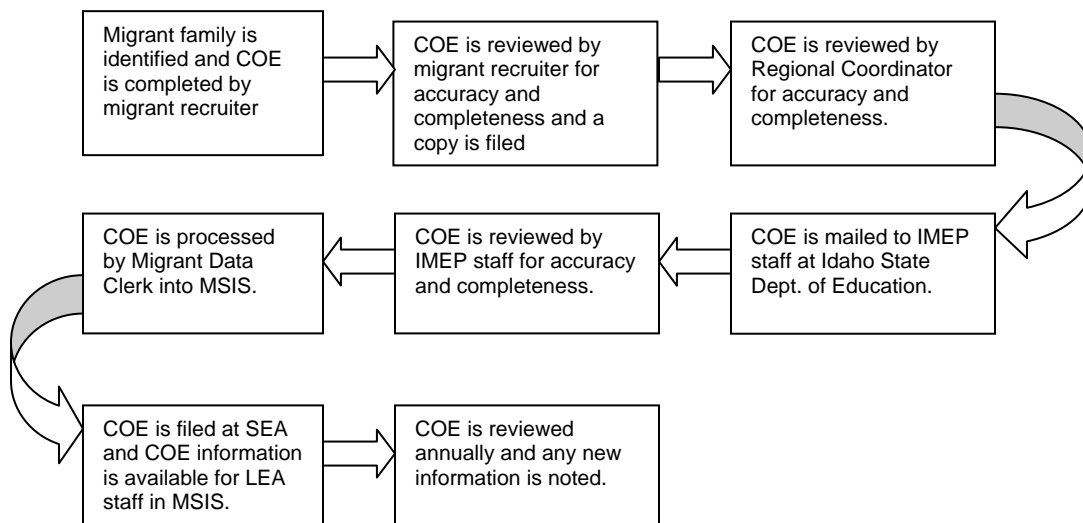 Migrant family is
identified and COE
is completed by
migrant recruiter
COE is reviewed by
migrant recruiter for
accuracy and
completeness and a
copy is filed
COE is reviewed by
Regional Coordinator
for accuracy and
completeness.
COE is mailed to IMEP
staff at Idaho State
Dept. of Education.
COE is reviewed by
IMEP staff for accuracy
and completeness.
COE is processed
by Migrant Data
Clerk into MSIS.
COE is filed at SEA
and COE information
is available for LEA
staff in MSIS.
COE is reviewed
annually and any new
information is noted.